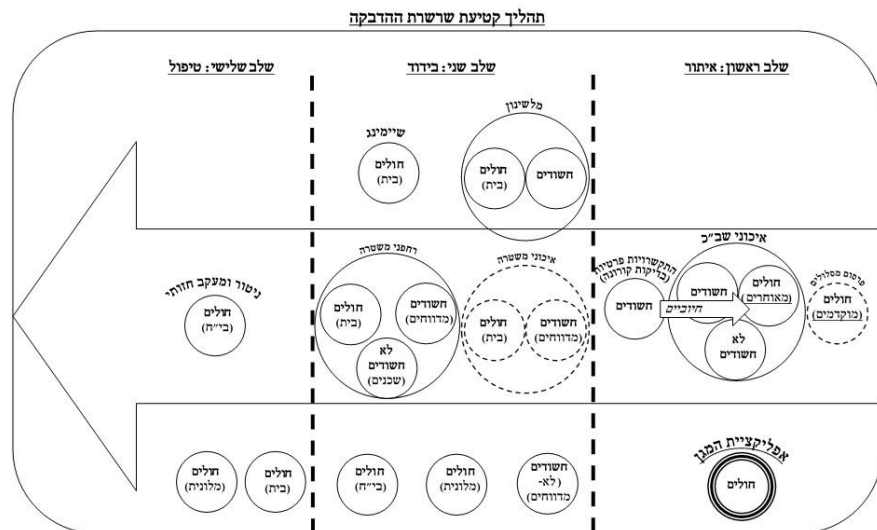 תהליך קטיעת שרשרת ההדבקה
שלב ראשון: איתור
שלב שני: בידוד
שלב שלישי: טיפול
מלשינון
חשודים
חולים
(בית)
שיימינג
חולים
(בית)
פרסום מסלולים
חולים
(מוקדמים)
איכוני שב"כ
חולים
(מאוחרים)
חשודים
לא
חשודים
חיוביים
התקשרויות פרטיות
(בדיקות קורונה)
חשודים
איכוני משטרה
חשודים
(מדווחים)
חולים
(בית)
רחפני משטרה
חשודים
(מדווחים)
חולים
(בית)
לא
חשודים
(שכנים)
ניטור ומעקב חזותי
חולים
(בי"ח)
אפליקציית המגן
חולים
חשודים
(לא-
מדווחים)
חולים
(מלונית)
חולים
(בי"ח)
חולים
(בית)
חולים
(מלונית)